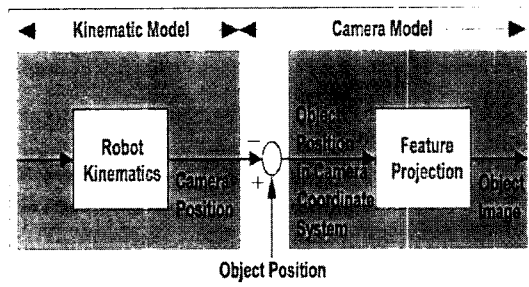 Kinematic Model
Camera Model
Robot
Kinematics
Camera
Position
−
+
Object
Position
in Camera
Coordinate
System
Feature
Projection
Object
Image
Object Position